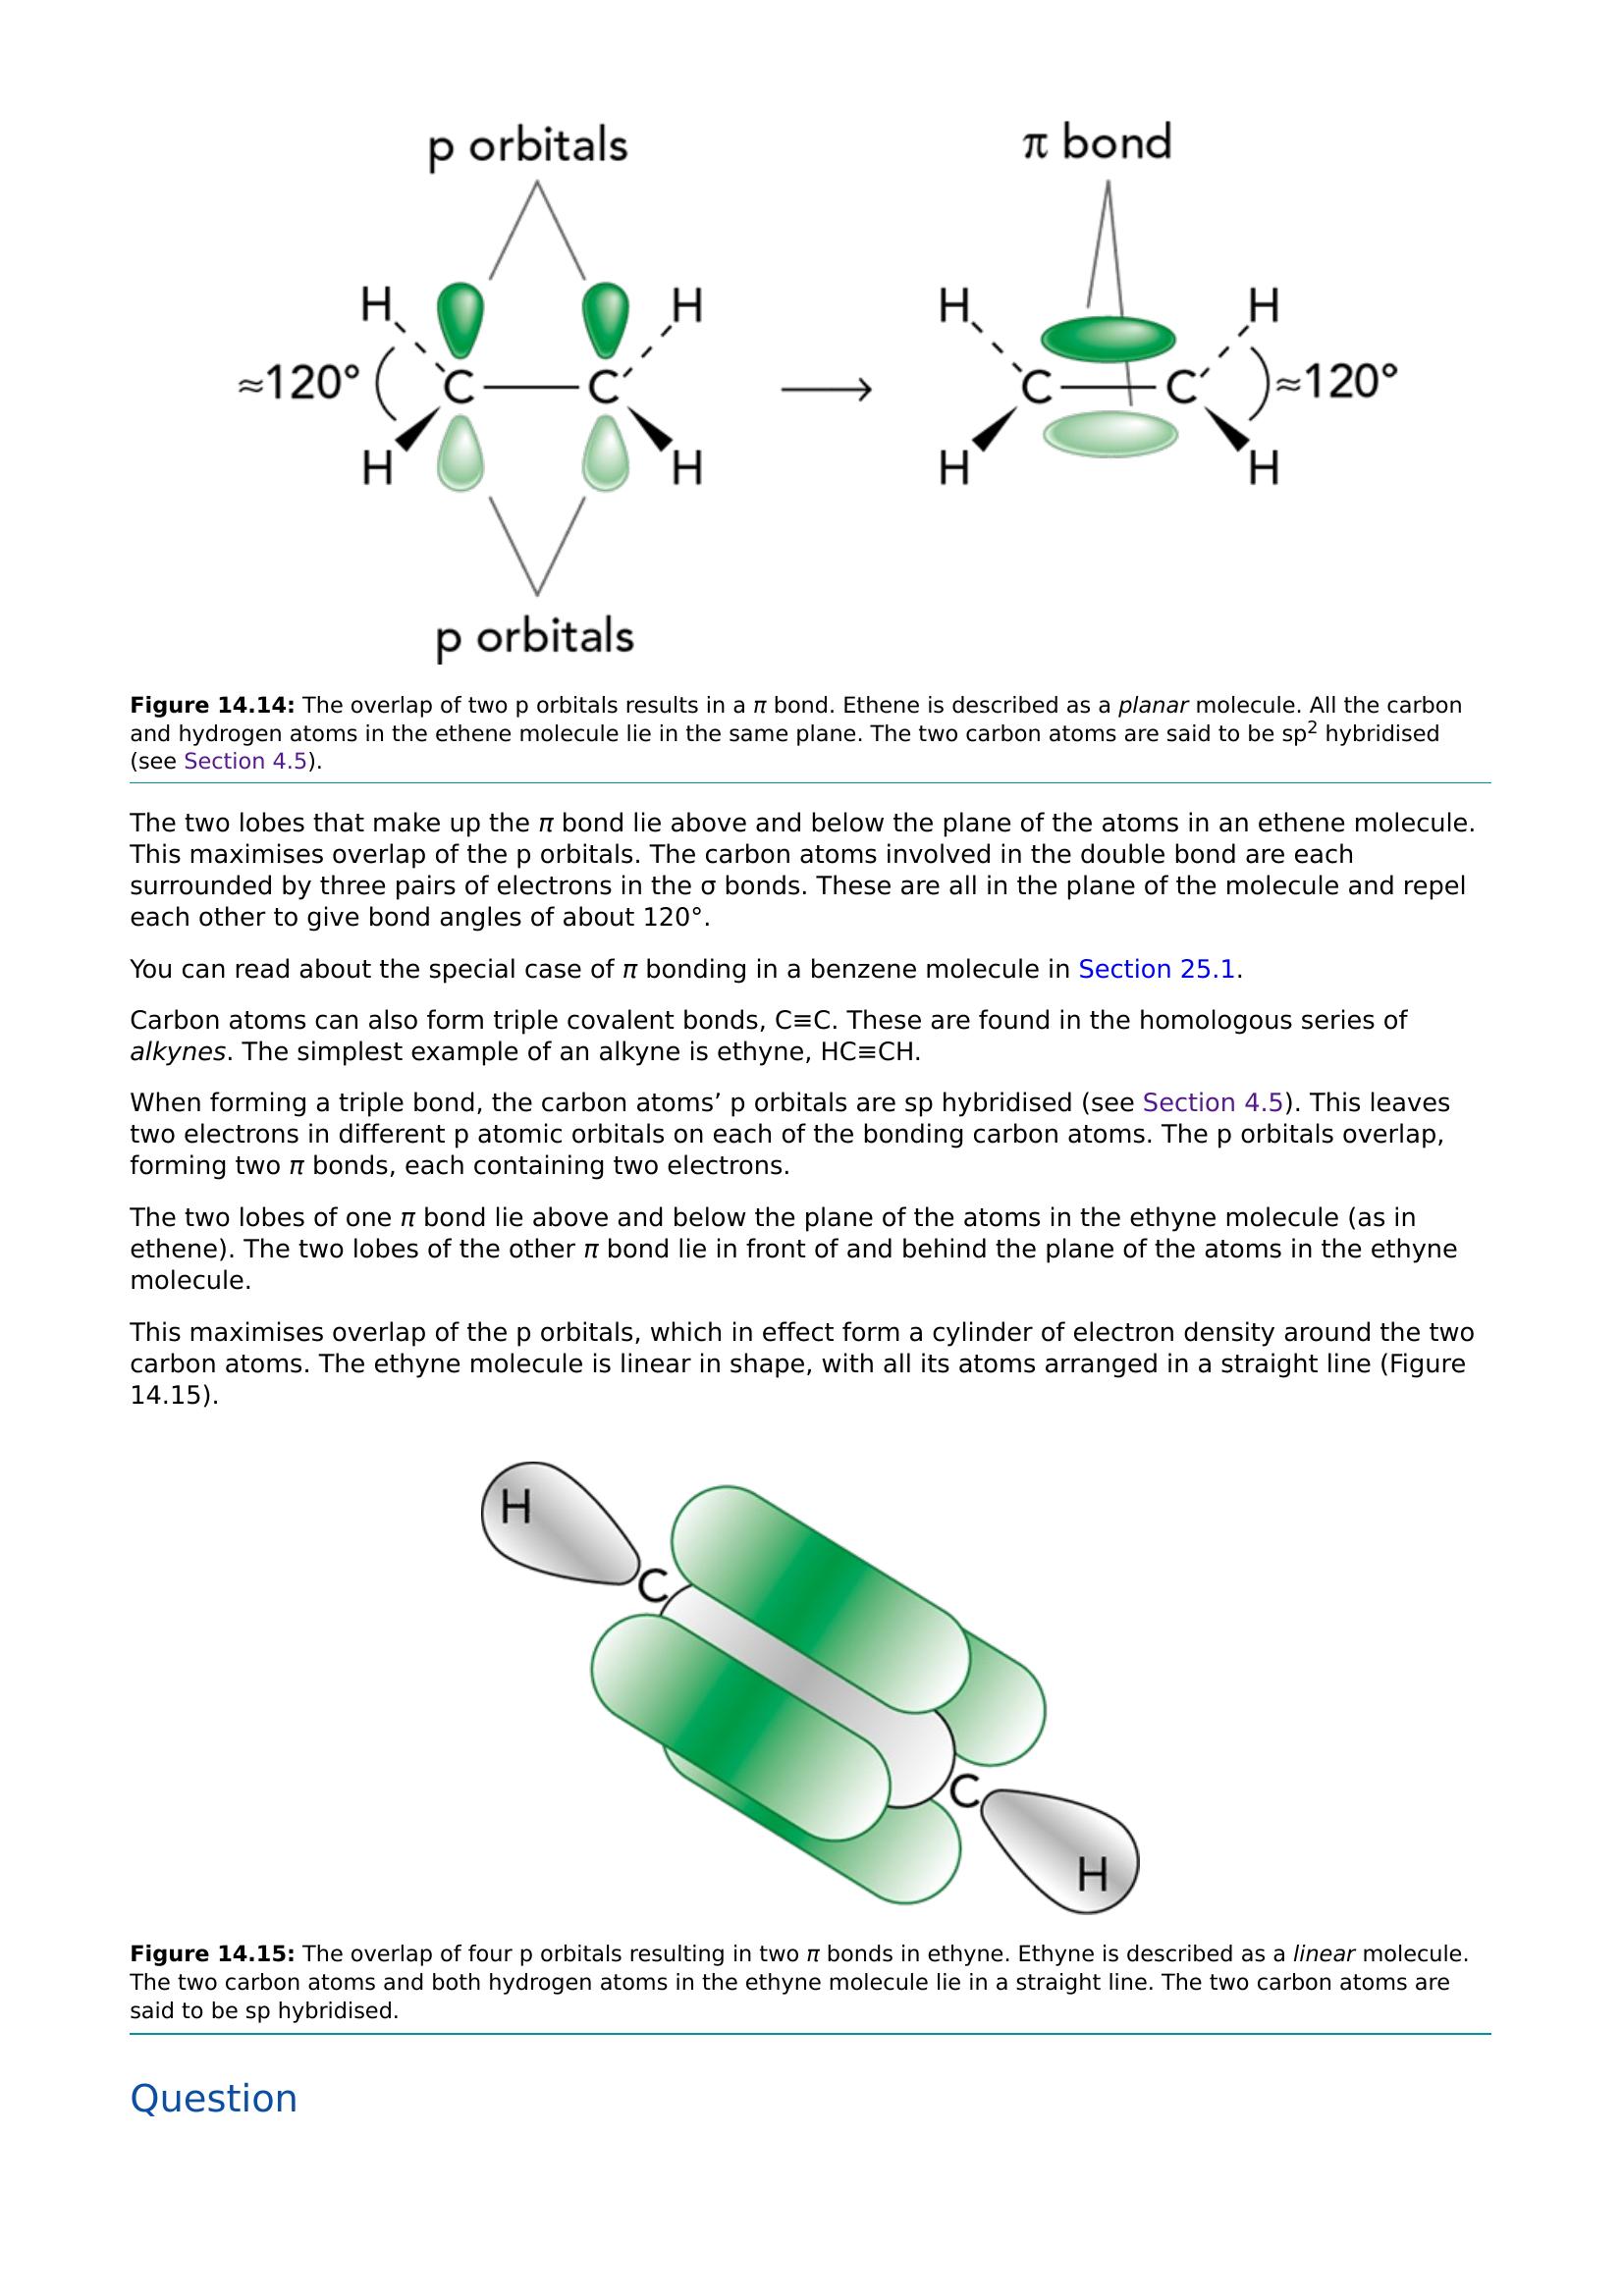 p orbitals
π bond
H
H
H
H
≈120°
C
C
C
C
≈120°
H
H
H
H
p orbitals
Figure 14.14: The overlap of two p orbitals results in a π bond. Ethene is described as a planar molecule. All the carbon
and hydrogen atoms in the ethene molecule lie in the same plane. The two carbon atoms are said to be sp² hybridised
(see Section 4.5).
The two lobes that make up the π bond lie above and below the plane of the atoms in an ethene molecule.
This maximises overlap of the p orbitals. The carbon atoms involved in the double bond are each
surrounded by three pairs of electrons in the σ bonds. These are all in the plane of the molecule and repel
each other to give bond angles of about 120°.
You can read about the special case of π bonding in a benzene molecule in Section 25.1.
Carbon atoms can also form triple covalent bonds, C≡C. These are found in the homologous series of
alkynes. The simplest example of an alkyne is ethyne, HC≡CH.
When forming a triple bond, the carbon atoms’ p orbitals are sp hybridised (see Section 4.5). This leaves
two electrons in different p atomic orbitals on each of the bonding carbon atoms. The p orbitals overlap,
forming two π bonds, each containing two electrons.
The two lobes of one π bond lie above and below the plane of the atoms in the ethyne molecule (as in
ethene). The two lobes of the other π bond lie in front of and behind the plane of the atoms in the ethyne
molecule.
This maximises overlap of the p orbitals, which in effect form a cylinder of electron density around the two
carbon atoms. The ethyne molecule is linear in shape, with all its atoms arranged in a straight line (Figure
14.15).
H
C
C
H
Figure 14.15: The overlap of four p orbitals resulting in two π bonds in ethyne. Ethyne is described as a linear molecule.
The two carbon atoms and both hydrogen atoms in the ethyne molecule lie in a straight line. The two carbon atoms are
said to be sp hybridised.
Question